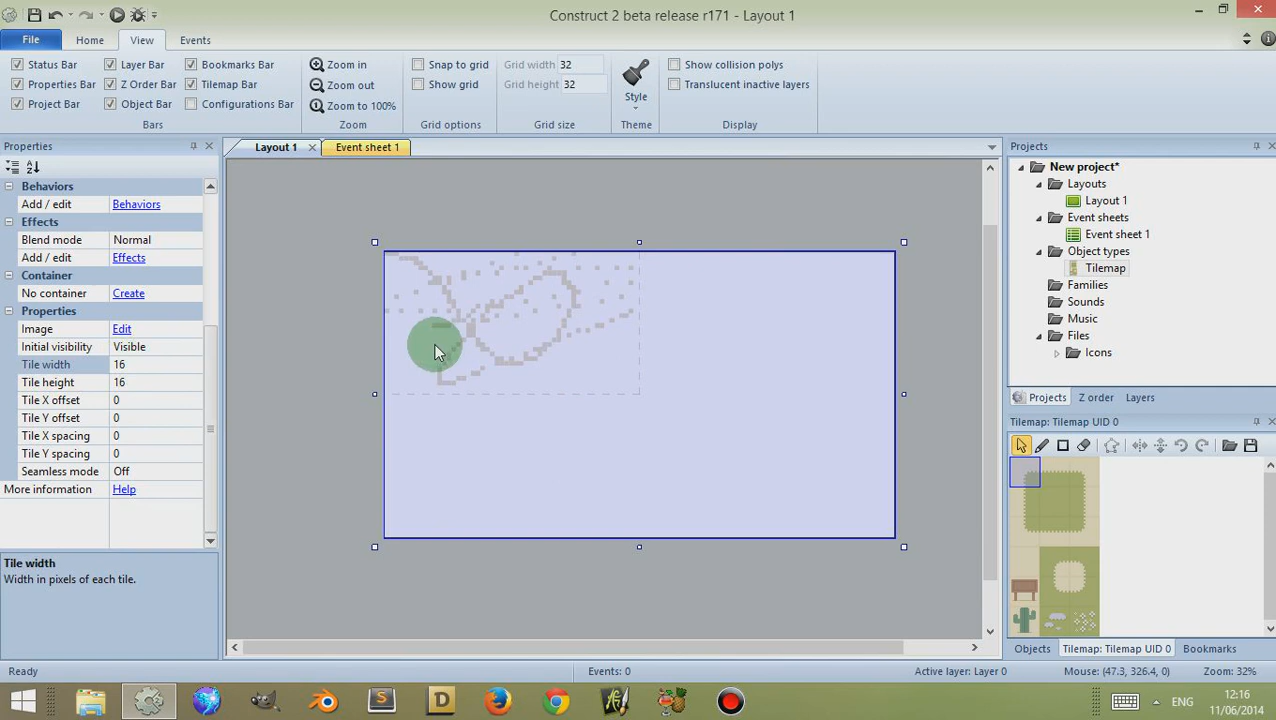 Construct 2 beta release r171 - Layout 1
File Home View Events
Status Bar Layer Bar Bookmarks Bar Zoom in Snap to grid Grid width 32 Show collision polys
Properties Bar Z Order Bar Tilemap Bar Zoom out Show grid Grid height 32 Translucent inactive layers
Project Bar Object Bar Configurations Bar Zoom to 100% Style
Bars Zoom Grid options Grid size Theme Display
Properties Layout 1 Event sheet 1 Projects
Behaviors
Add / edit Behaviors
Effects
Blend mode Normal
Add / edit Effects
Container
No container Create
Properties
Image Edit
Initial visibility Visible
Tile width 16
Tile height 16
Tile X offset 0
Tile Y offset 0
Tile X spacing 0
Tile Y spacing 0
Seamless mode Off
More information Help
Tile width
Width in pixels of each tile.
New project*
Layouts
Layout 1
Event sheets
Event sheet 1
Object types
Tilemap
Families
Sounds
Music
Files
Icons
Projects Z order Layers
Tilemap: Tilemap UID 0
Objects Tilemap: Tilemap UID 0 Bookmarks
Ready Events: 0 Active layer: Layer 0 Mouse: (47.3, 326.4, 0) Zoom: 32%
S D ENG 12:16
11/06/2014